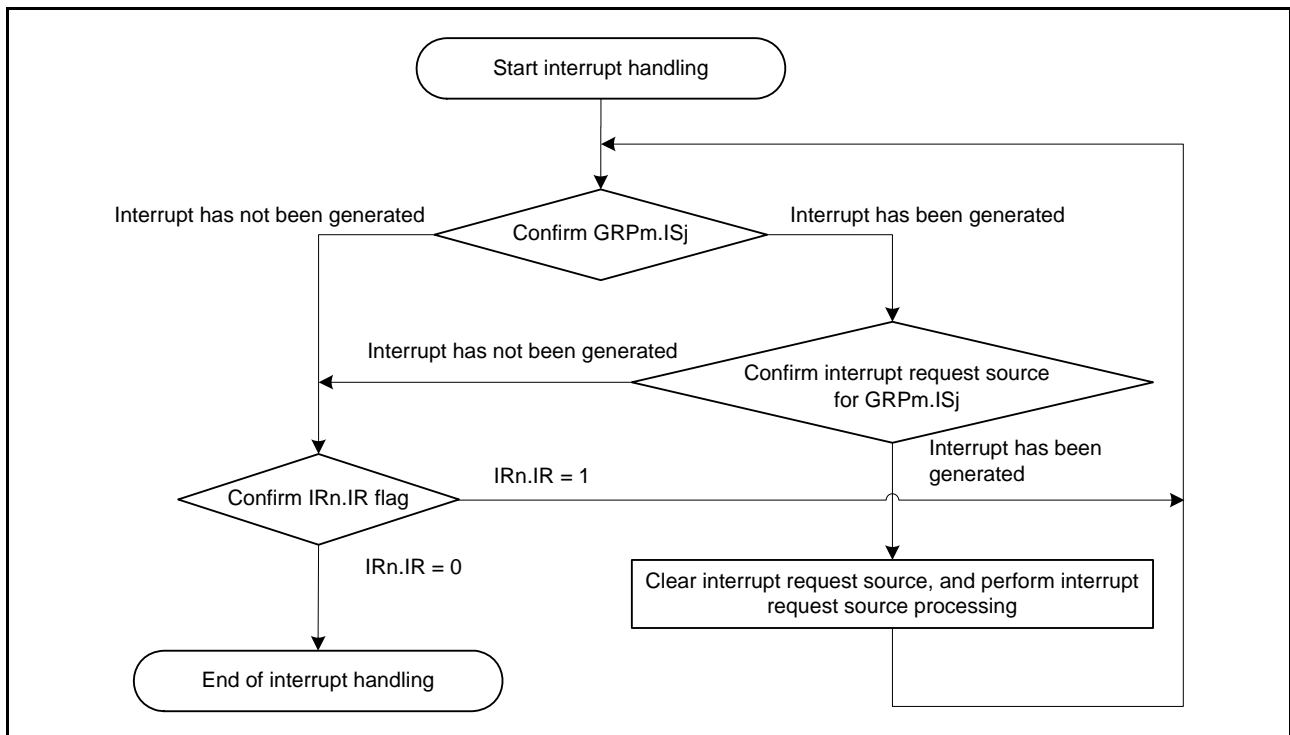 Start interrupt handling
Interrupt has not been generated
Interrupt has been generated
Confirm GRPm.ISj
Interrupt has not been generated
Confirm interrupt request source
for GRPm.ISj
Interrupt has been
generated
IRn.IR = 1
Confirm IRn.IR flag
IRn.IR = 0
Clear interrupt request source, and perform interrupt
request source processing
End of interrupt handling